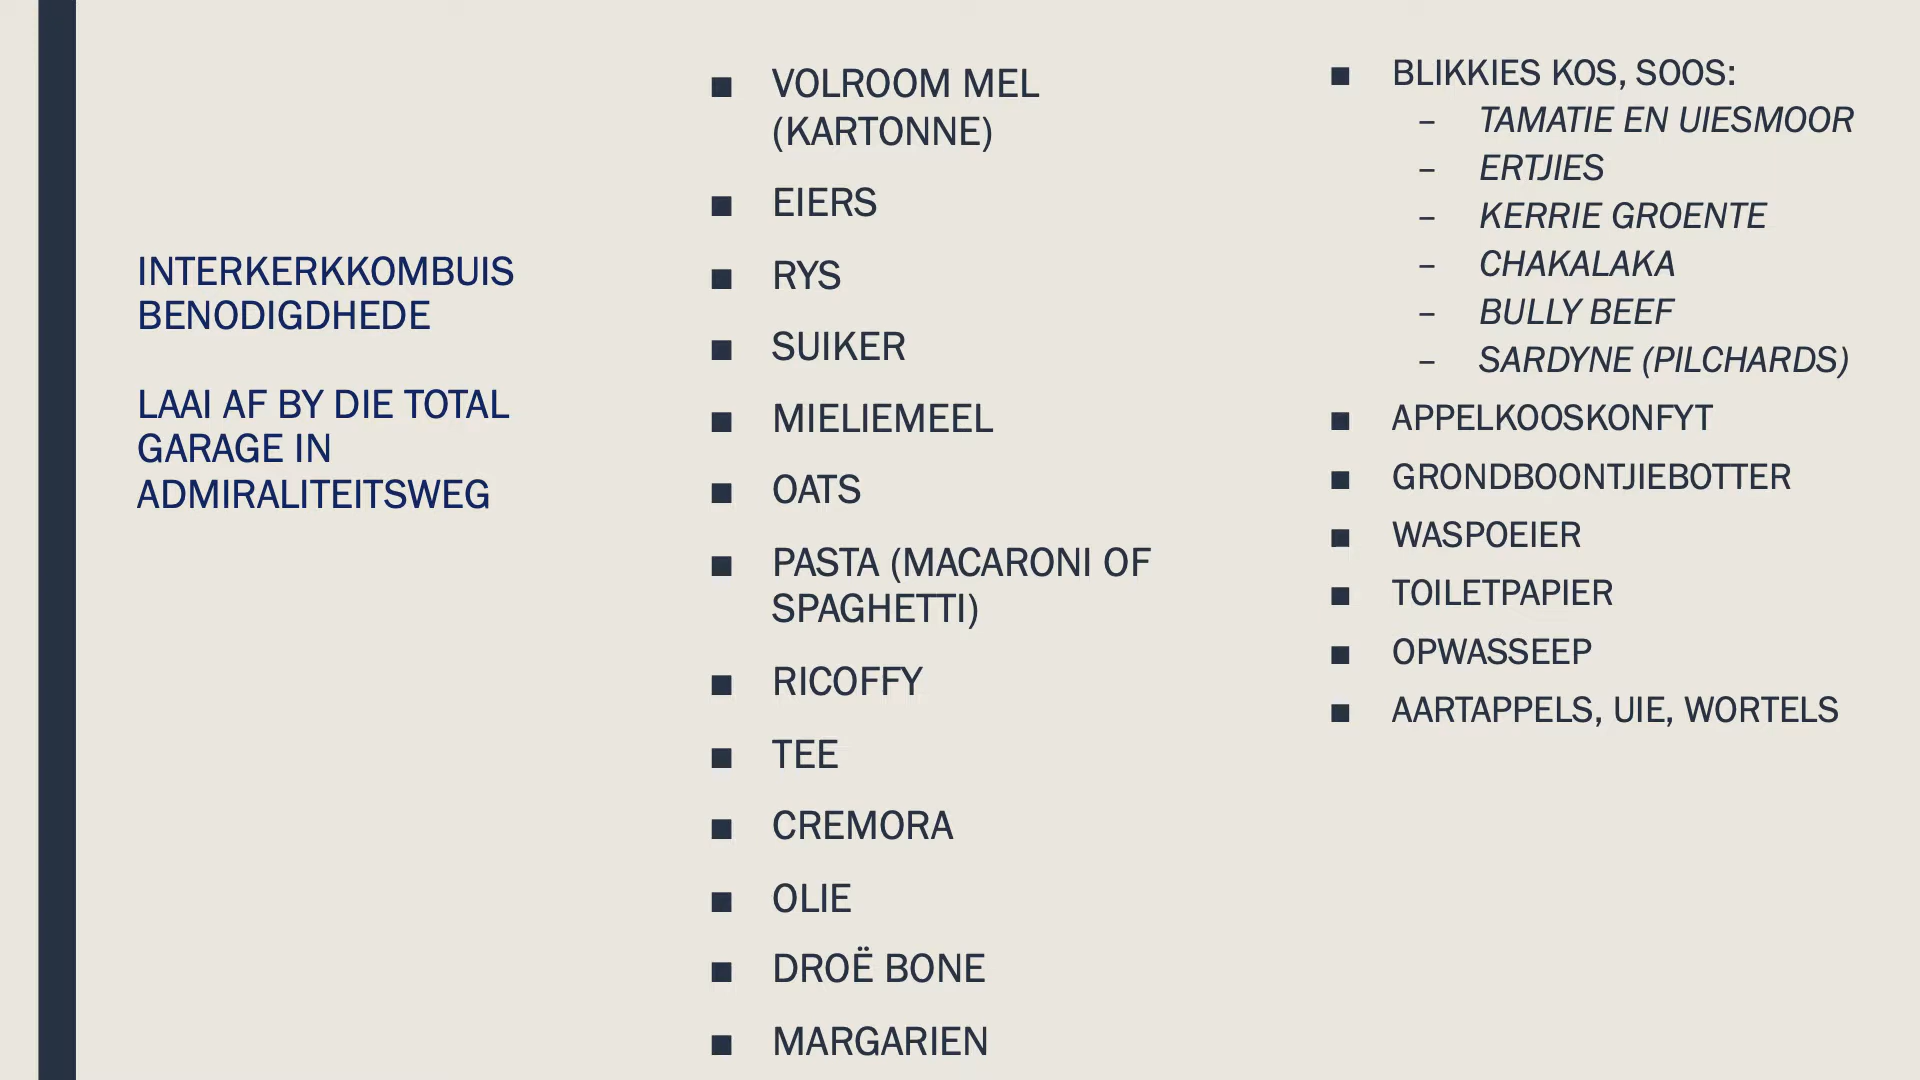 INTERKERKKOMBUIS
BENODIGDHEDE
LAAI AF BY DIE TOTAL
GARAGE IN
ADMIRALITEITSWEG
■ VOLROOM MEL
(KARTONNE)
■ EIERS
■ RYS
■ SUIKER
■ MIELIEMEEL
■ OATS
■ PASTA (MACARONI OF
SPAGHETTI)
■ RICOFFY
■ TEE
■ CREMORA
■ OLIE
■ DROË BONE
■ MARGARIEN
■ BLIKKIES KOS, SOOS:
– TAMATIE EN UIESMOOR
– ERTJIES
– KERRIE GROENTE
– CHAKALAKA
– BULLY BEEF
– SARDYNE (PILCHARDS)
■ APPELKOOSKONFYT
■ GRONDBOONTJIEBOTTER
■ WASPOEIER
■ TOILETPAPIER
■ OPWASSEEP
■ AARTAPPELS, UIE, WORTELS